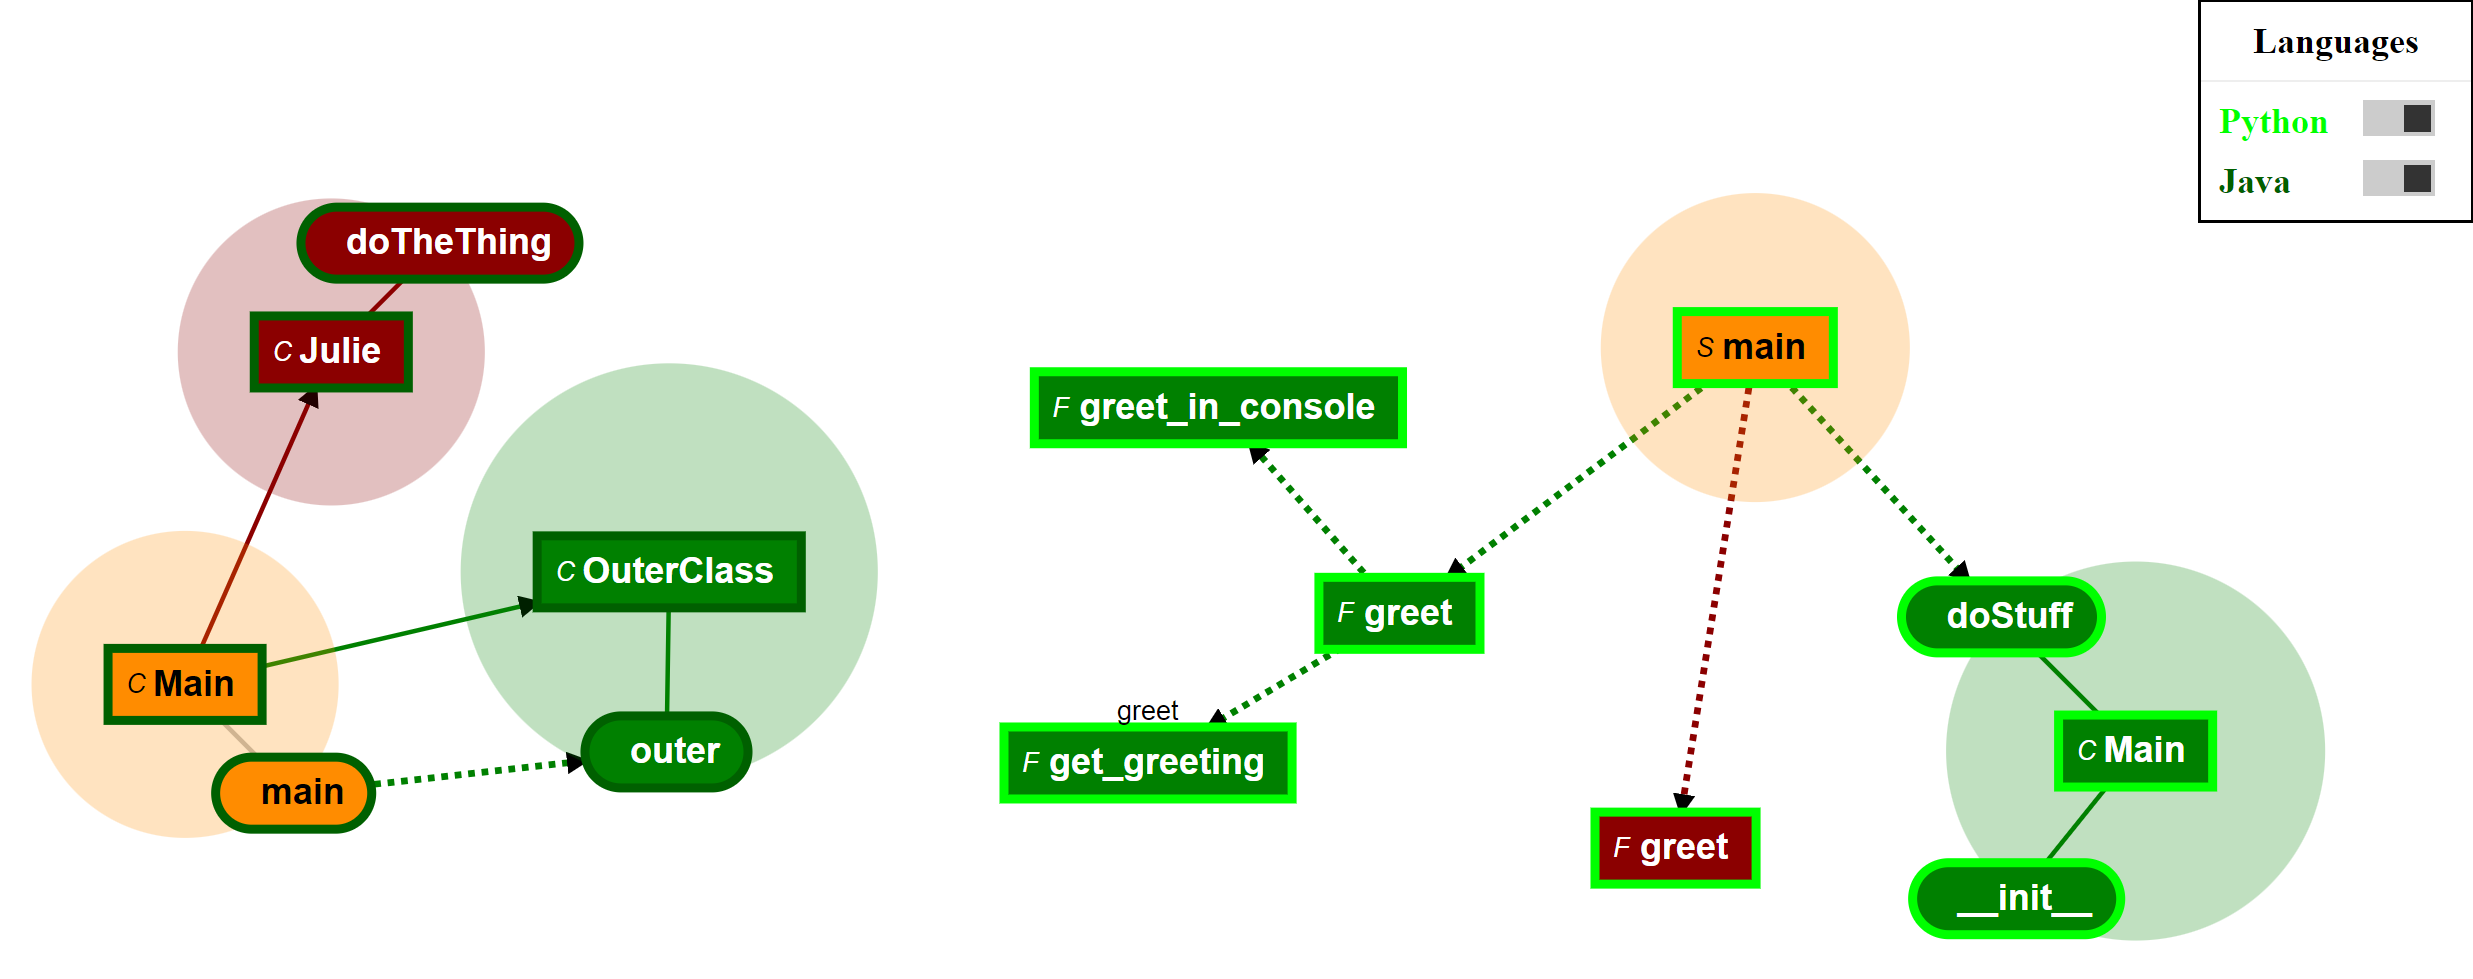 Languages
Python
Java
doTheThing
C Julie
C OuterClass
C Main
main
outer
S main
F greet_in_console
F greet
greet
F get_greeting
F greet
doStuff
C Main
__init__